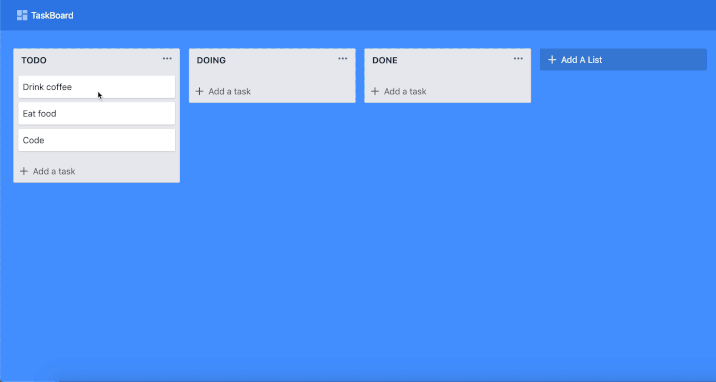 TaskBoard
TODO
Drink coffee
Eat food
Code
Add a task
DOING
Add a task
DONE
Add a task
Add A List